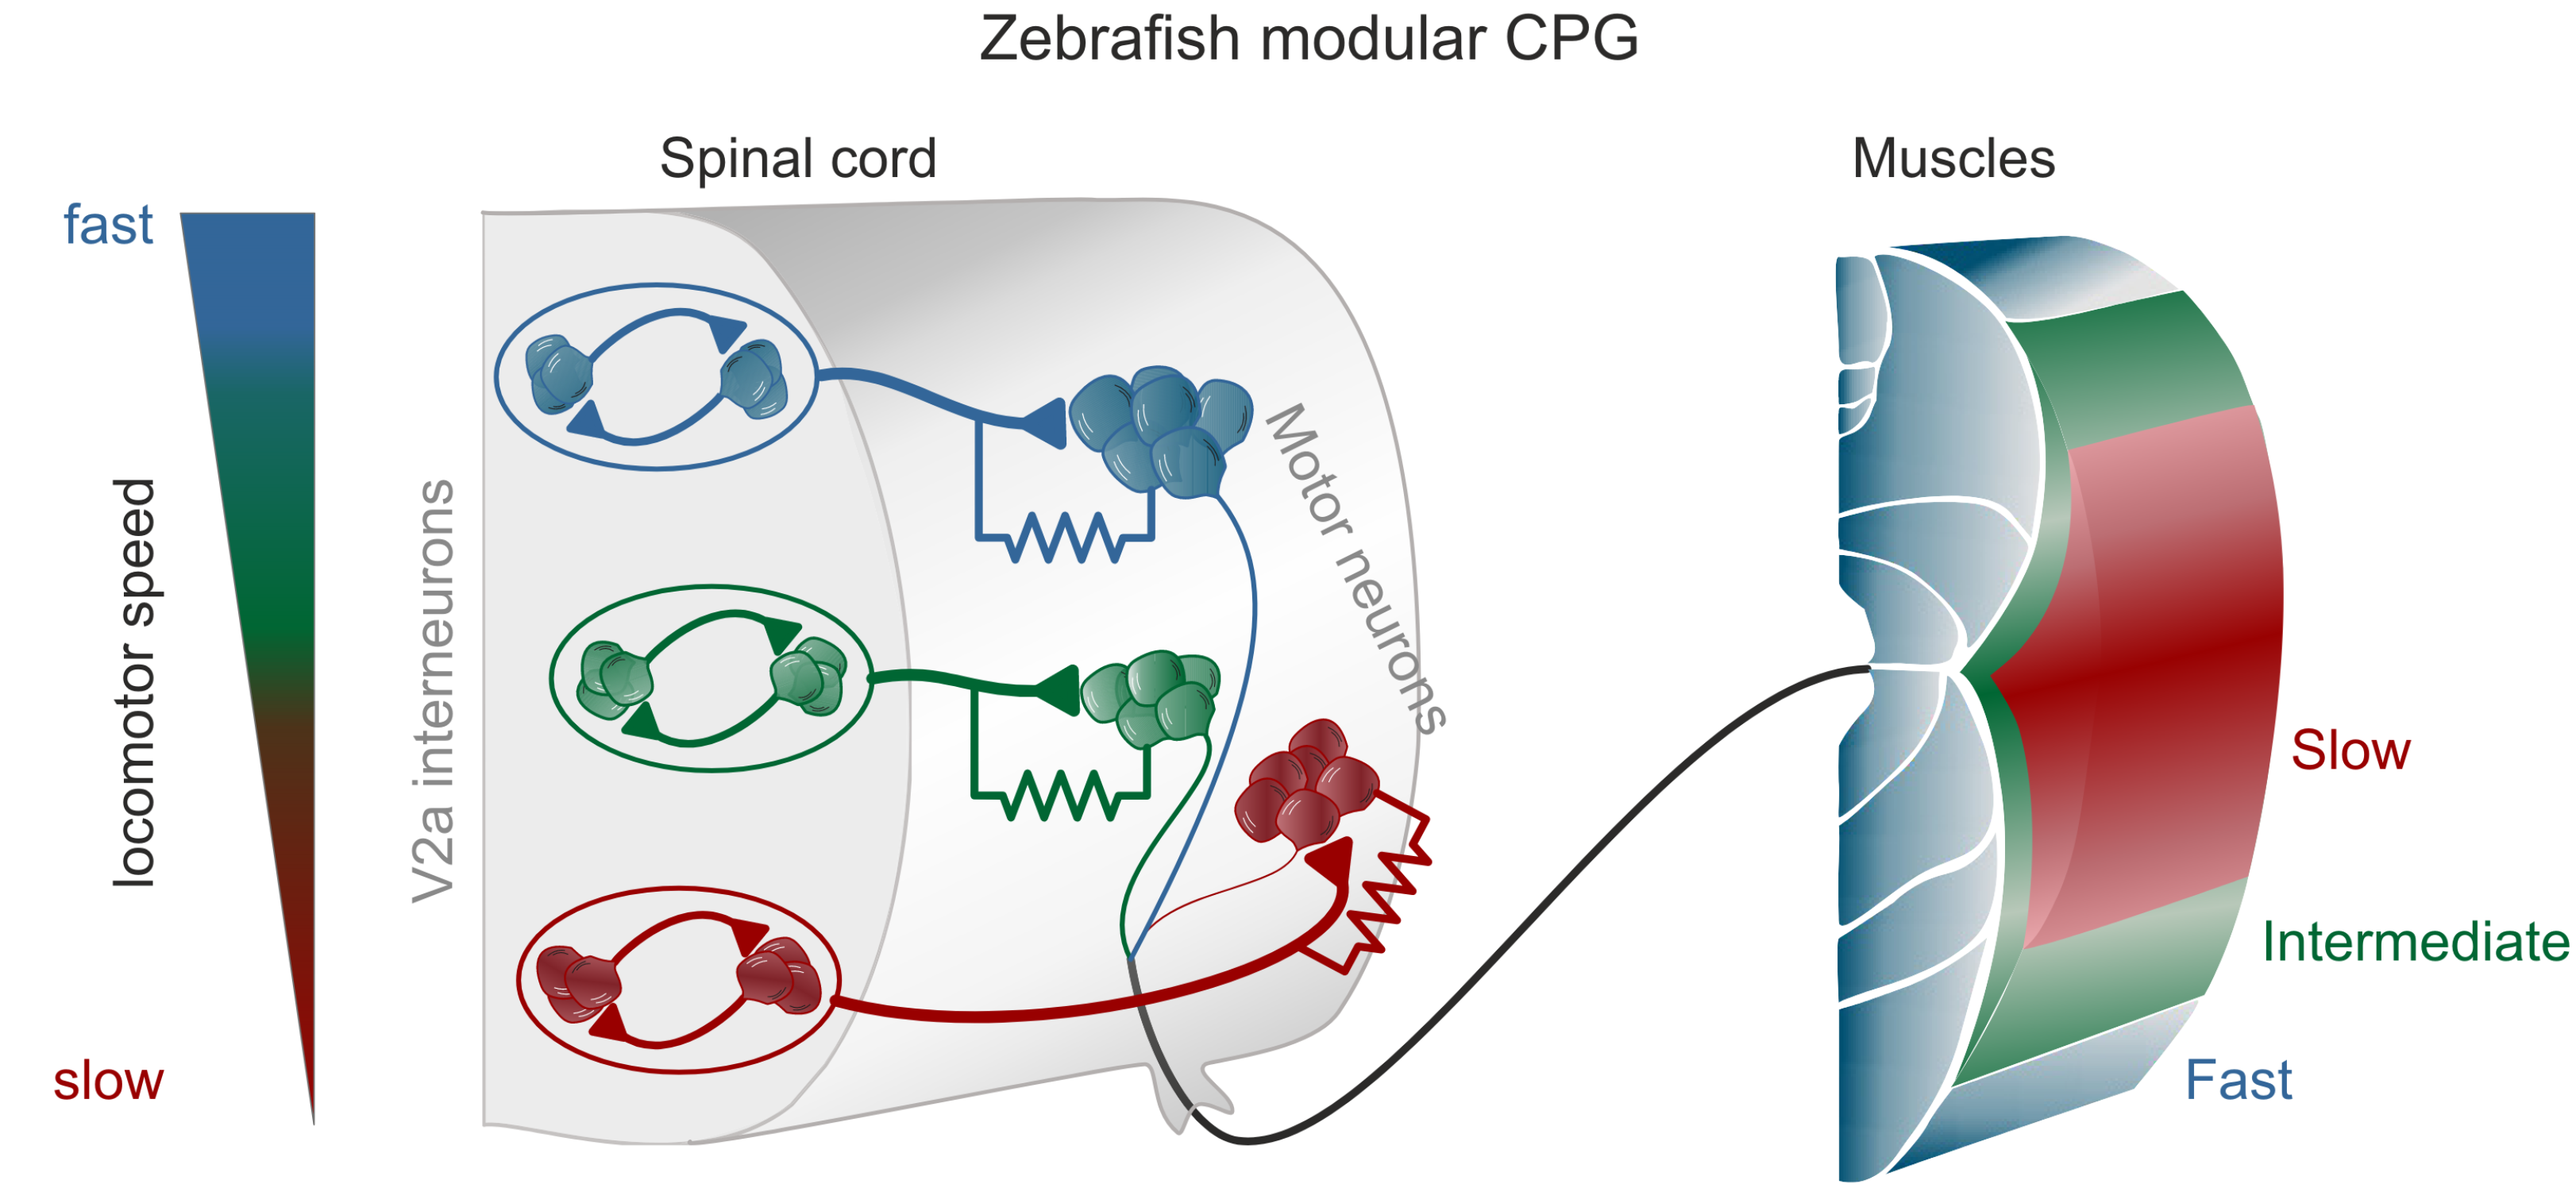 Zebrafish modular CPG
Spinal cord
Muscles
fast
locomotor speed
slow
V2a interneurons
Motor neurons
Slow
Intermediate
Fast